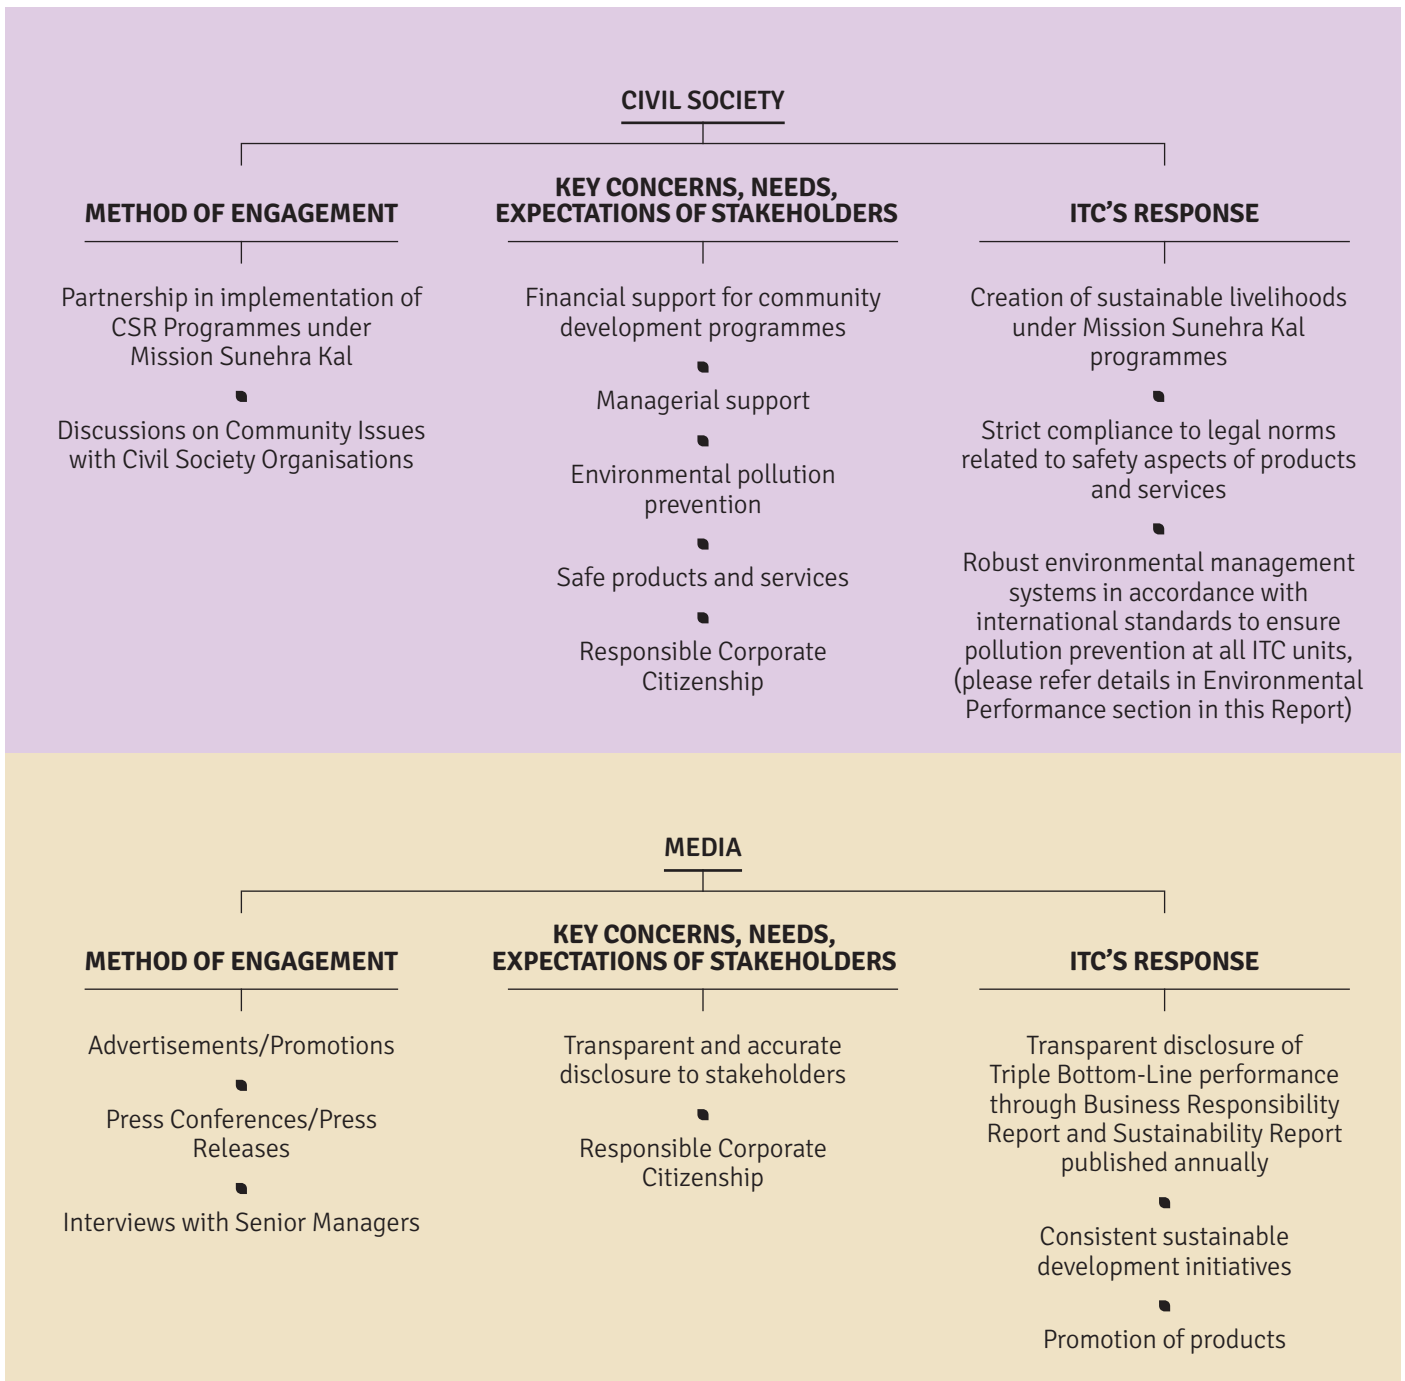 CIVIL SOCIETY
METHOD OF ENGAGEMENT
Partnership in implementation of
CSR Programmes under
Mission Sunehra Kal
Discussions on Community Issues
with Civil Society Organisations
KEY CONCERNS, NEEDS,
EXPECTATIONS OF STAKEHOLDERS
Financial support for community
development programmes
Managerial support
Environmental pollution
prevention
Safe products and services
Responsible Corporate
Citizenship
ITC’S RESPONSE
Creation of sustainable livelihoods
under Mission Sunehra Kal
programmes
Strict compliance to legal norms
related to safety aspects of products
and services
Robust environmental management
systems in accordance with
international standards to ensure
pollution prevention at all ITC units,
(please refer details in Environmental
Performance section in this Report)
MEDIA
METHOD OF ENGAGEMENT
Advertisements/Promotions
Press Conferences/Press
Releases
Interviews with Senior Managers
KEY CONCERNS, NEEDS,
EXPECTATIONS OF STAKEHOLDERS
Transparent and accurate
disclosure to stakeholders
Responsible Corporate
Citizenship
ITC’S RESPONSE
Transparent disclosure of
Triple Bottom-Line performance
through Business Responsibility
Report and Sustainability Report
published annually
Consistent sustainable
development initiatives
Promotion of products